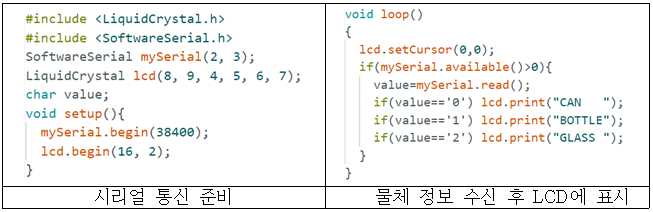 #include <LiquidCrystal.h>
#include <SoftwareSerial.h>
SoftwareSerial mySerial(2, 3);
LiquidCrystal lcd(8, 9, 4, 5, 6, 7);
char value;
void setup(){
  mySerial.begin(38400);
  lcd.begin(16, 2);
}
시리얼 통신 준비
void loop()
{
  lcd.setCursor(0,0);
  if(mySerial.available()>0){
    value=mySerial.read();
    if(value=='0') lcd.print("CAN   ");
    if(value=='1') lcd.print("BOTTLE");
    if(value=='2') lcd.print("GLASS ");
  }
}
물체 정보 수신 후 LCD에 표시